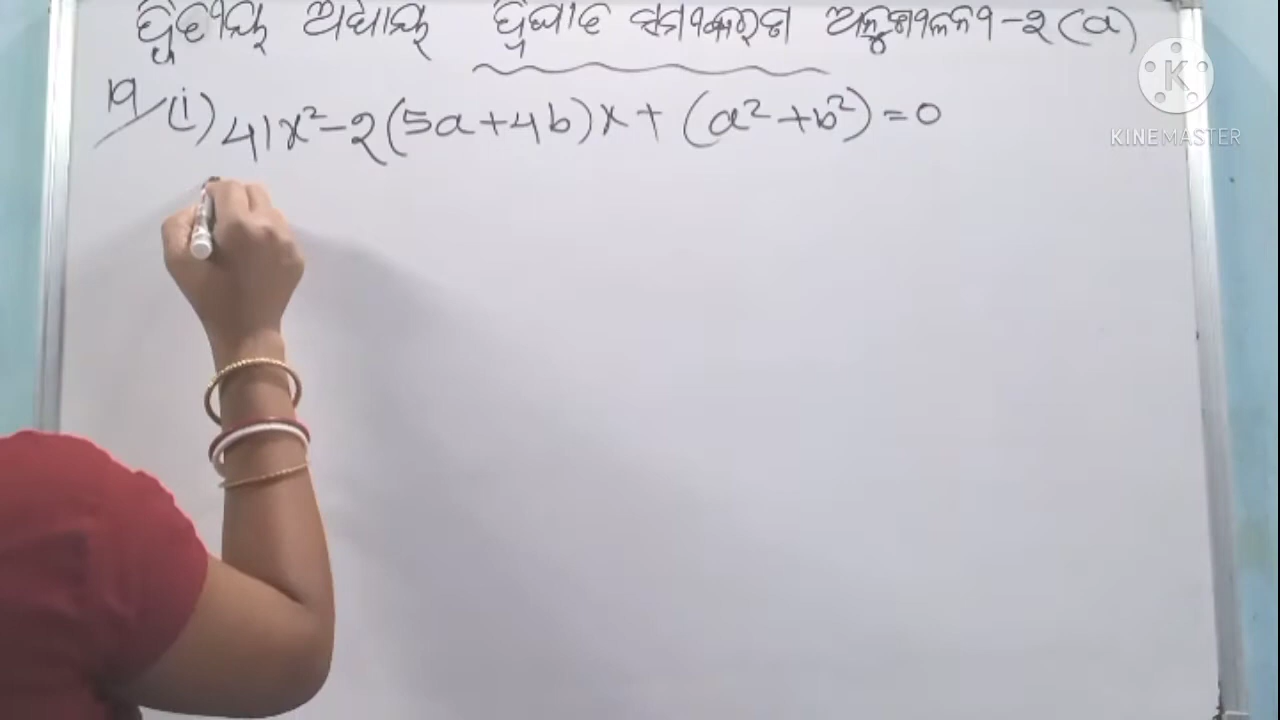 ଦ୍ୱିତୀୟ ଅଧ୍ୟାୟ ଦ୍ୱିଘାତ ସମୀକରଣ ଅନୁଶୀଳନୀ-2(a)
19/(i) 41x²-2(5a+4b)x+(a²+b²)=0
KINEMASTER